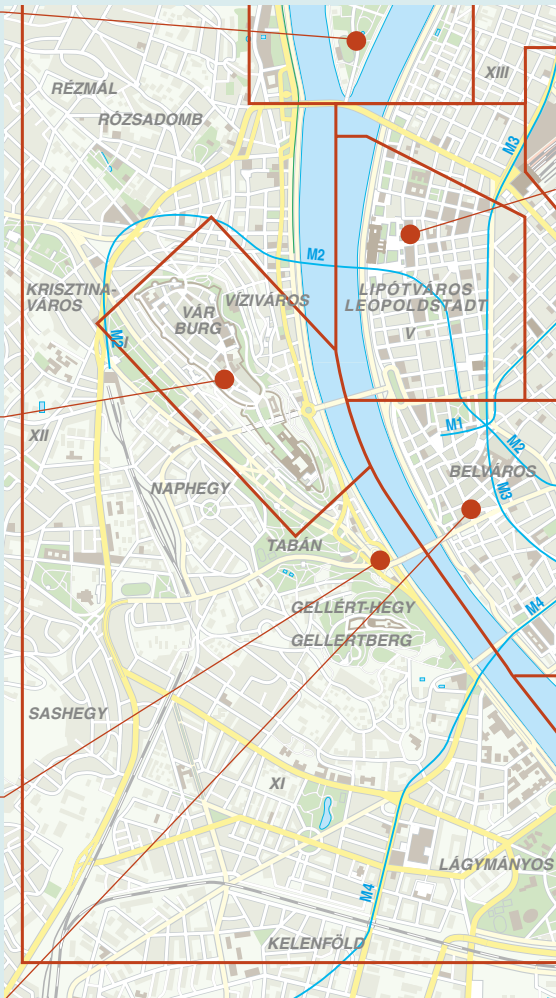 XIII
RÉZMÁL
RÓZSADOMB
M3
M2
KRISZTINA-
VÁROS
VÁR
BURG
VÍZIVÁROS
LIPÓTVÁROS
LEOPOLDSTADT
V
M2
I
XII
M1
M2
BELVÁROS
NAPHEGY
M3
TABÁN
GELLÉRT-HEGY
GELLERTBERG
M4
SASHEGY
XI
LÁGYMÁNYOS
M4
KELENFÖLD